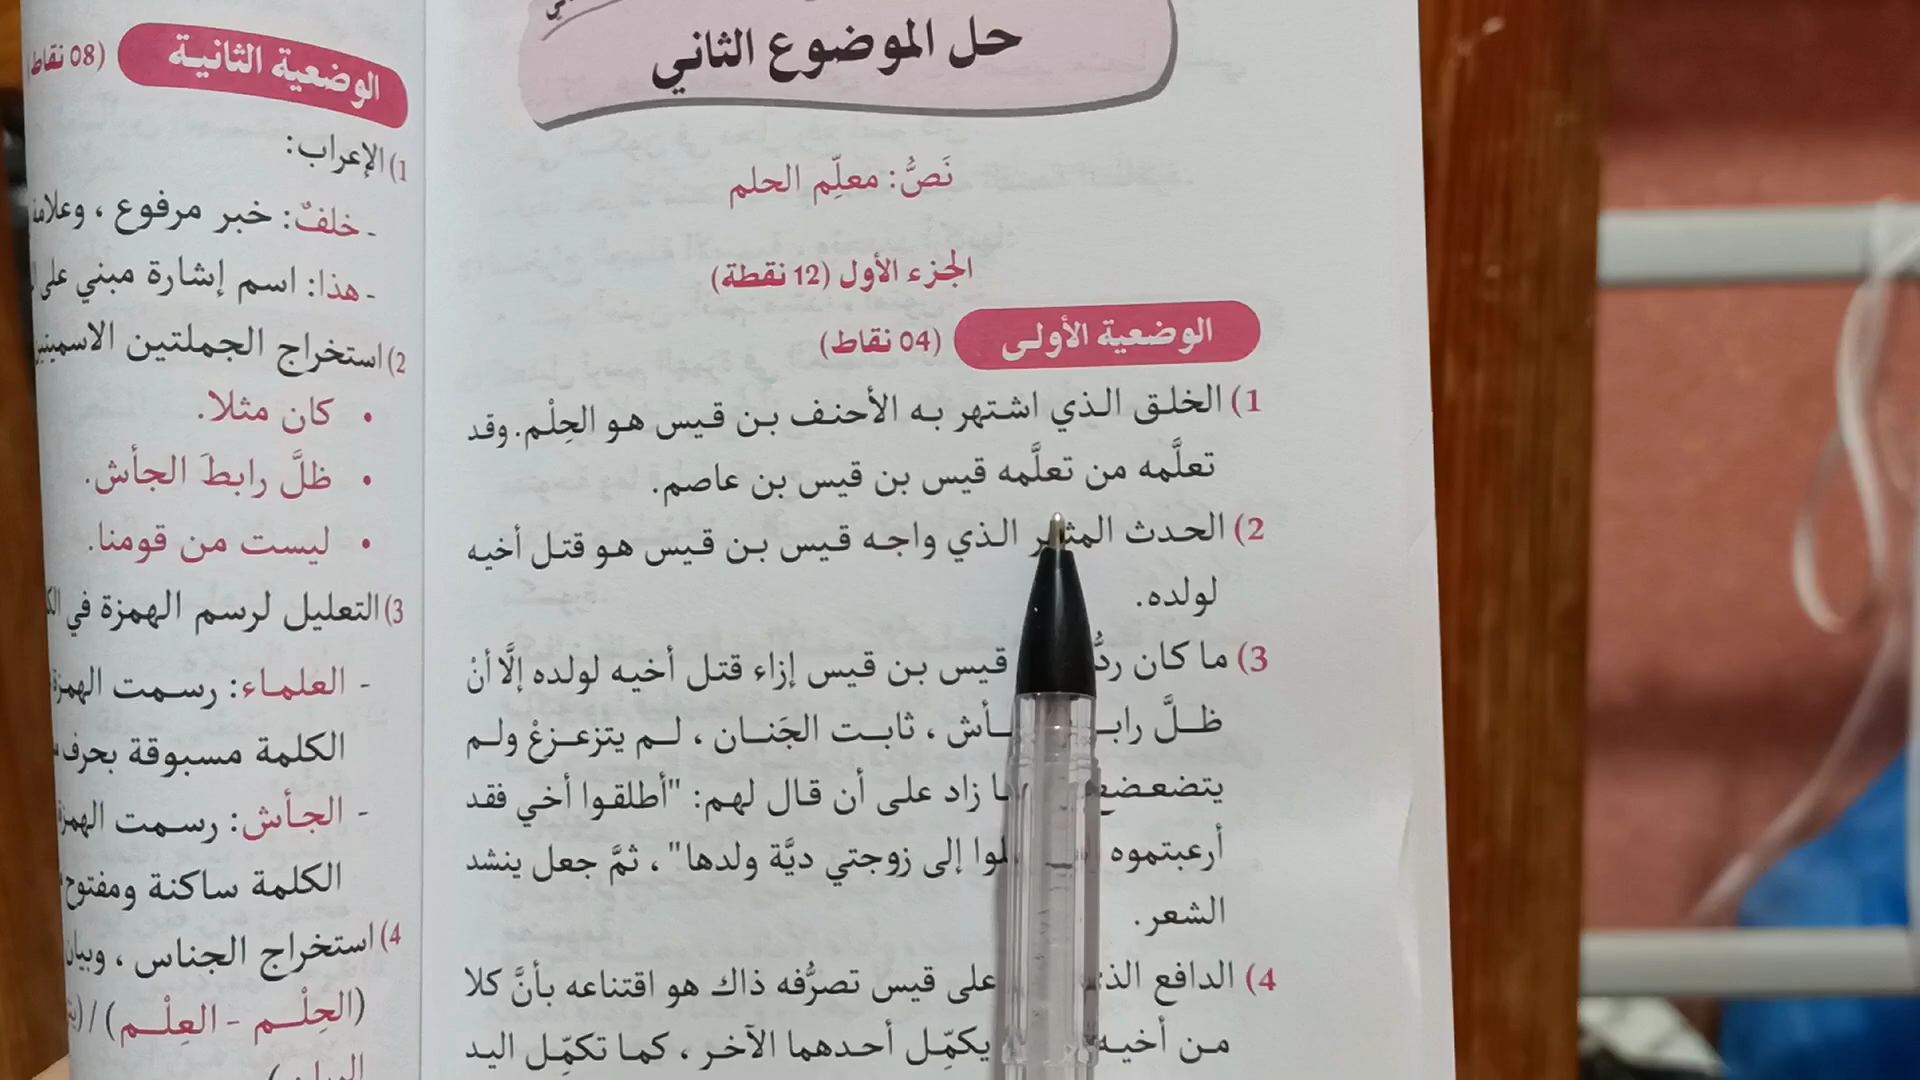 حل الموضوع الثاني
نَصُّ: معلِّم الحلم
الجزء الأول (12 نقطة)
الوضعية الأولى (04 نقاط)
1) الخلق الذي اشتهر به الأحنف بن قيس هو الحِلْم. وقد
تعلَّمه من تعلَّمه قيس بن قيس بن عاصم.
2) الحدث الذي واجه قيس بن قيس هو قتل أخيه
لولده.
3) ما كان ردُّ قيس بن قيس إزاء قتل أخيه لولده إلَّا أنْ
ظلَّ ، ثابت الجَنان ، لم يتزعزعْ ولم
زاد على أن قال لهم: "أطلقوا أخي فقد
أرعبتموه إلى زوجتي ديَّة ولدها" ، ثمَّ جعل ينشد
الشعر.
4) الدافع على قيس تصرُّفه ذاك هو اقتناعه بأنَّ كلا
من يكمِّل أحدهما الآخر ، كما تكمِّل اليد
الوضعية الثانية (08 نقاط
1) الإعراب:
- خلفٌ: خبر مرفوع ، وعلامة
- هذا: اسم إشارة مبني على
2) استخراج الجملتين
• كان مثلا.
• ظلَّ رابطَ الجأش.
• ليست من قومنا.
3) التعليل لرسم الهمزة في
- العلماء: رسمت الهمزة
الكلمة مسبوقة بحرف
- الجأش: رسمت الهمزة
الكلمة ساكنة ومفتوح
4) استخراج الجناس ، وبيان
(الحِلْم - العِلْم) / (